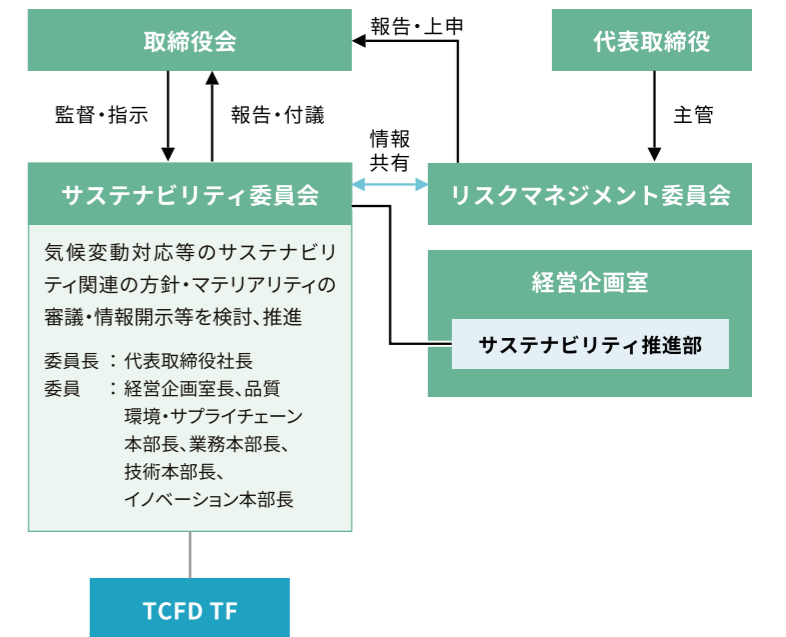 取締役会
報告・上申
代表取締役
監督・指示
報告・付議
主管
情報
共有
サステナビリティ委員会
リスクマネジメント委員会
気候変動対応等のサステナビリ
ティ関連の方針・マテリアリティの
審議・情報開示等を検討、推進
委員長 ： 代表取締役社長
委員 ： 経営企画室長、品質
環境・サプライチェーン
本部長、業務本部長、
技術本部長、
イノベーション本部長
経営企画室
サステナビリティ推進部
TCFD TF